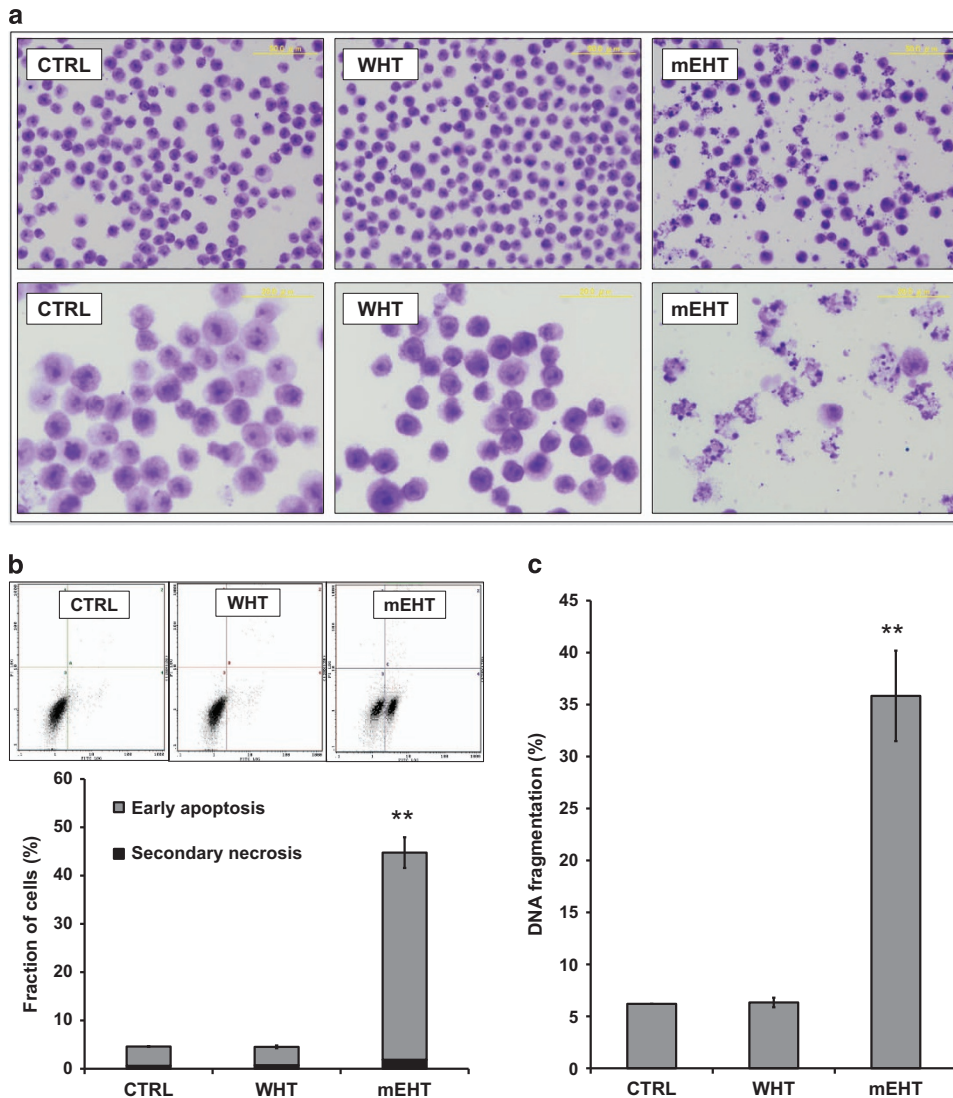 a
CTRL
WHT
mEHT
CTRL
WHT
mEHT
b
CTRL
WHT
mEHT
Fraction of cells (%)
60
50
40
30
20
10
0
Early apoptosis
Secondary necrosis
**
CTRL
WHT
mEHT
c
DNA fragmentation (%)
45
40
35
30
25
20
15
10
5
0
**
CTRL
WHT
mEHT